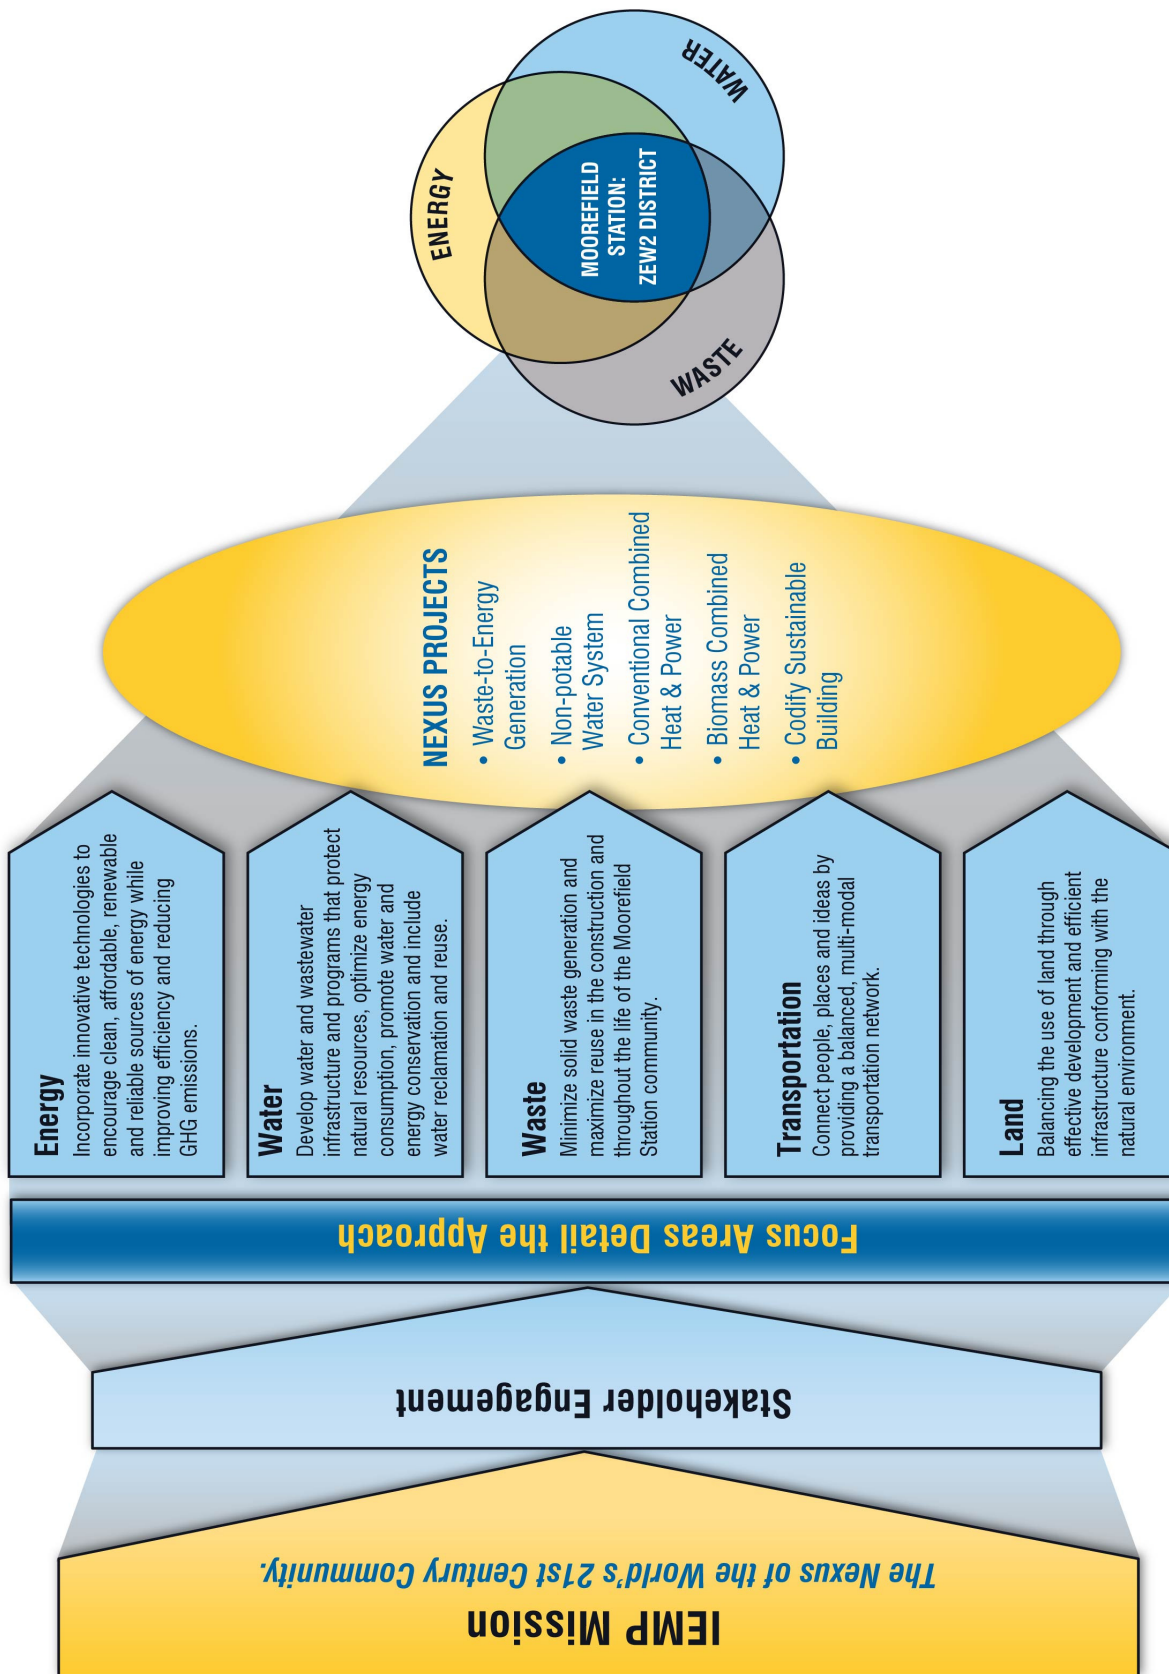 IEMP Mission
The Nexus of the World's 21st Century Community.
Stakeholder Engagement
Focus Areas Detail the Approach
Energy
Incorporate innovative technologies to
encourage clean, affordable, renewable
and reliable sources of energy while
improving efficiency and reducing
GHG emissions.
Water
Develop water and wastewater
infrastructure and programs that protect
natural resources, optimize energy
consumption, promote water and
energy conservation and include
water reclamation and reuse.
Waste
Minimize solid waste generation and
maximize reuse in the construction and
throughout the life of the Moorefield
Station community.
Transportation
Connect people, places and ideas by
providing a balanced, multi-modal
transportation network.
Land
Balancing the use of land through
effective development and efficient
infrastructure conforming with the
natural environment.
NEXUS PROJECTS
• Waste-to-Energy
Generation
• Non-potable
Water System
• Conventional Combined
Heat & Power
• Biomass Combined
Heat & Power
• Codify Sustainable
Building
ENERGY
WASTE
WATER
MOOREFIELD
STATION:
ZEW2 DISTRICT